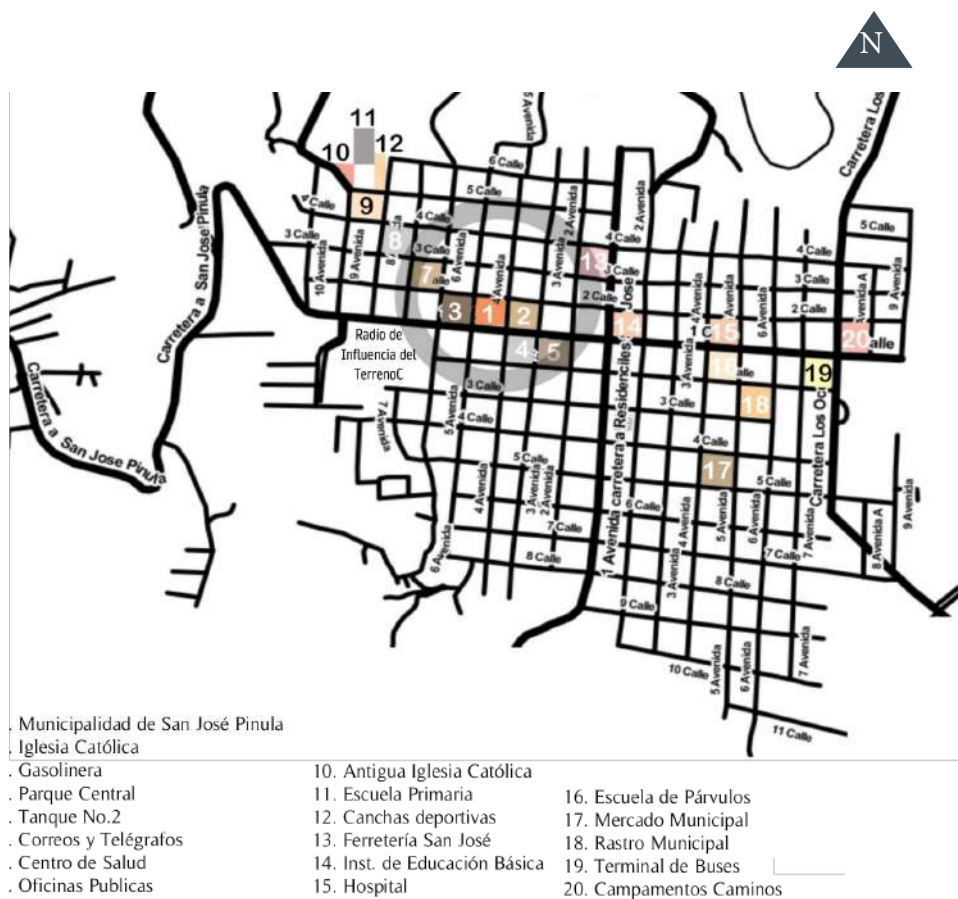 N
11
10
12
9
8
7
3
1
2
4
5
13
14
15
16
17
18
19
20
Carretera Los
Avenida
6 Calle
5 Calle
5 Calle
Calle
4 Calle
2 Avenida
2 Avenida
4 Calle
4 Calle
3 Calle
3 Calle
3 Calle
3 Calle
10 Avenida
9 Avenida
6 Avenida
3 Avenida
2 Calle
2 Calle
6 Avenida
9 Avenida
Carretera a San Jose Pinula
Radio de
Influencia del
TerrenoC
Carretera a San Jose Pinula
3 Calle
3 Calle
3 Avenida
7 Avenida
5 Avenida
4 Calle
4 Calle
1 Avenida carretera a Residenciles Jose
5 Calle
5 Calle
4 Avenida
3 Avenida
2 Avenida
6 Calle
4 Avenida
5 Avenida
6 Avenida
7 Avenida
8 Avenida A
9 Avenida
7 Calle
7 Calle
8 Calle
8 Calle
3 Avenida
9 Calle
10 Calle
5 Avenida
6 Avenida
7 Avenida
11 Calle
. Municipalidad de San José Pinula
. Iglesia Católica
. Gasolinera
. Parque Central
. Tanque No.2
. Correos y Telégrafos
. Centro de Salud
. Oficinas Publicas
10. Antigua Iglesia Católica
11. Escuela Primaria
12. Canchas deportivas
13. Ferretería San José
14. Inst. de Educación Básica
15. Hospital
16. Escuela de Párvulos
17. Mercado Municipal
18. Rastro Municipal
19. Terminal de Buses
20. Campamentos Caminos